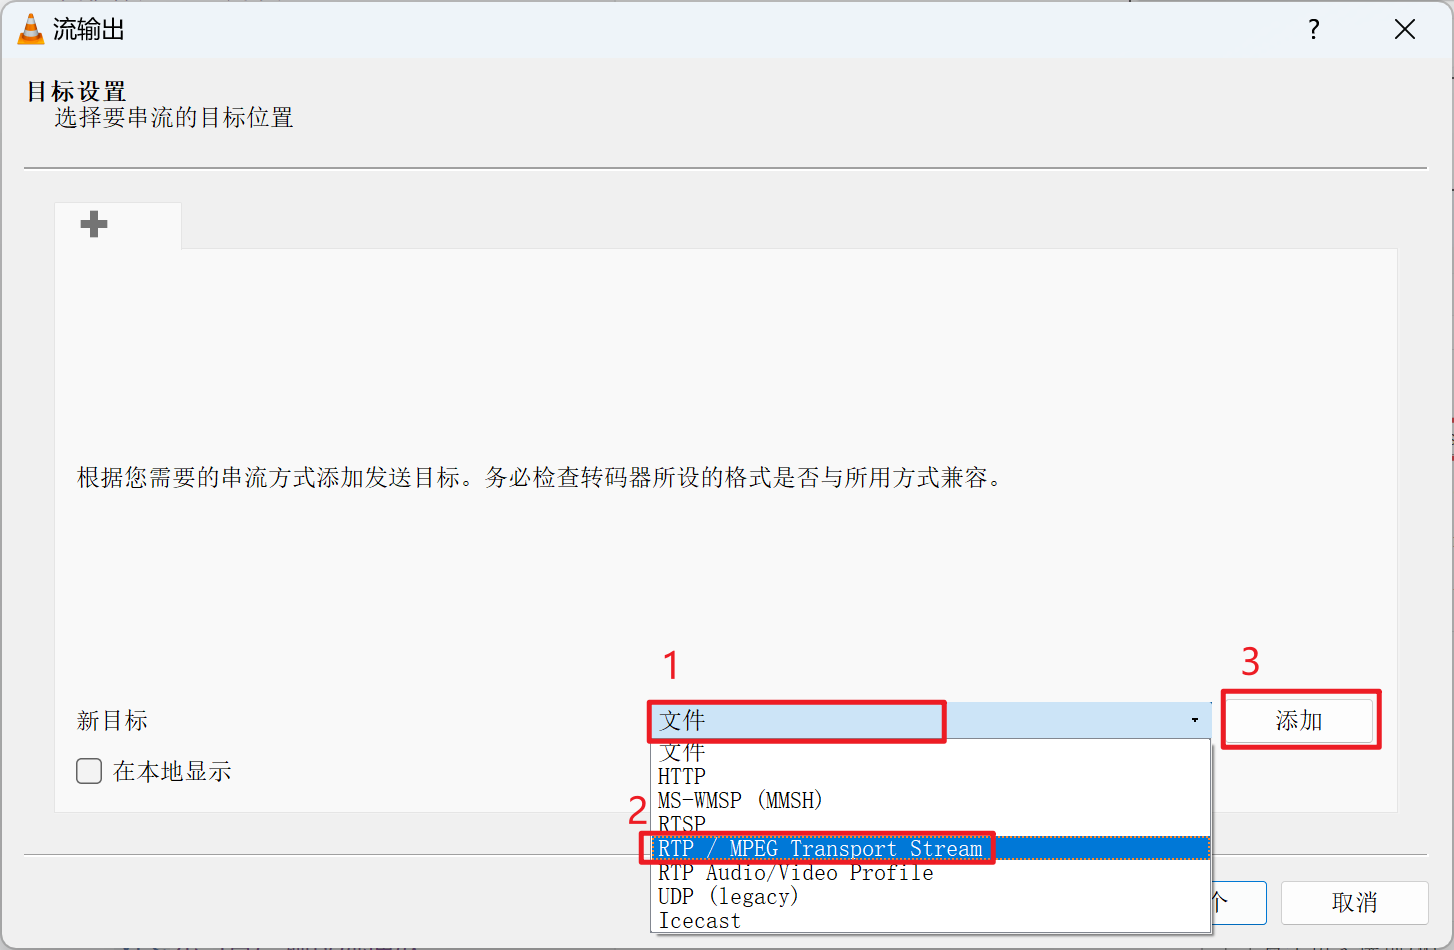 流输出
?
目标设置
选择要串流的目标位置
根据您需要的串流方式添加发送目标。务必检查转码器所设的格式是否与所用方式兼容。
1
3
新目标
文件
添加
在本地显示
文件
HTTP
MS-WMSP (MMSH)
2
RTSP
RTP / MPEG Transport Stream
RTP Audio/Video Profile
UDP (legacy)
Icecast
个
取消